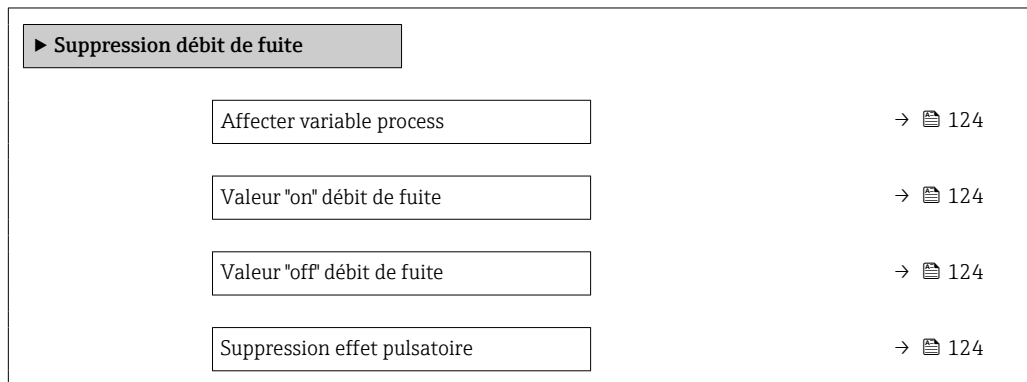 ▶ Suppression débit de fuite
Affecter variable process → 124
Valeur "on" débit de fuite → 124
Valeur "off" débit de fuite → 124
Suppression effet pulsatoire → 124